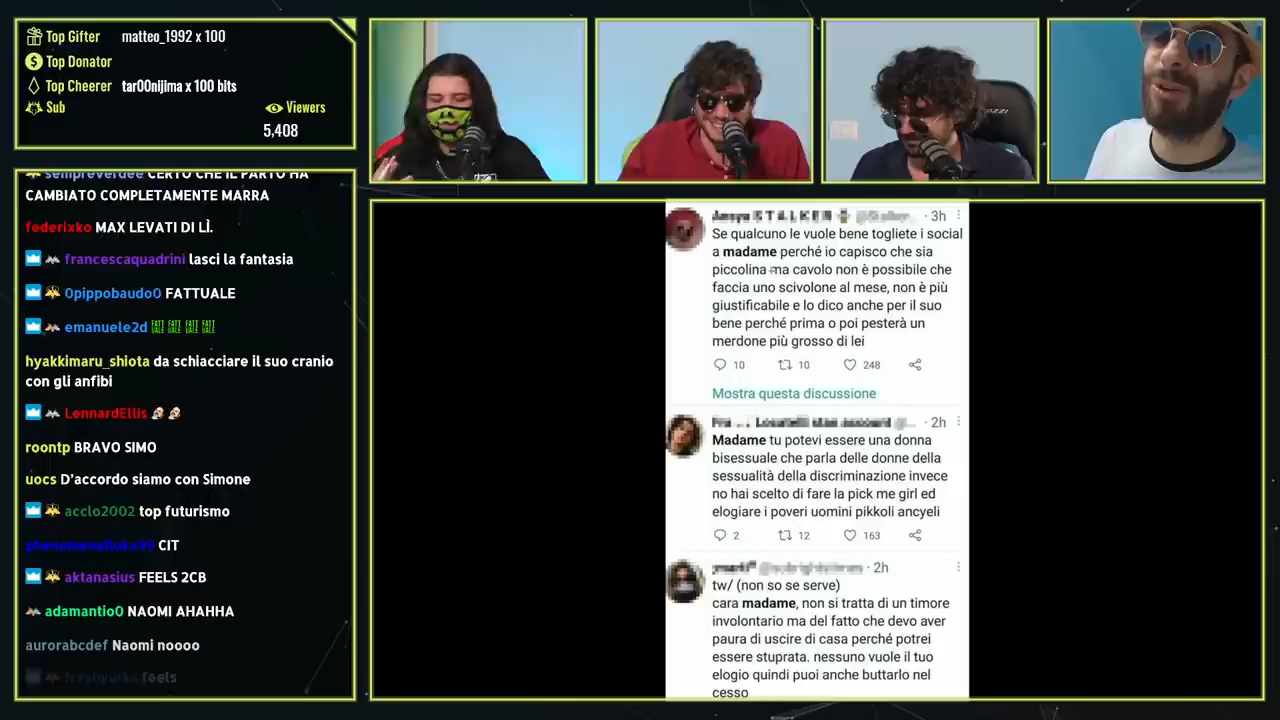 Top Gifter matteo_1992 x 100
Top Donator
Top Cheerer tar00nijima x 100 bits
Sub Viewers
5,408
sempreverdee CERTO CHE IL PARTO HA
CAMBIATO COMPLETAMENTE MARRA
federixko MAX LEVATI DI LÌ.
francescaquadrini lasci la fantasia
0pippobaudo0 FATTUALE
emanuele2d
hyakkimaru_shiota da schiacciare il suo cranio
con gli anfibi
LennardEllis
roontp BRAVO SIMO
uocs D'accordo siamo con Simone
acclo2002 top futurismo
phenomenalluke99 CIT
aktanasius FEELS 2CB
adamantio0 NAOMI AHAHHA
aurorabcdef Naomi noooo
feels
S T A L K E R · 3h
Se qualcuno le vuole bene togliete i social
a madame perché io capisco che sia
piccolina ma cavolo non è possibile che
faccia uno scivolone al mese, non è più
giustificabile e lo dico anche per il suo
bene perché prima o poi pesterà un
merdone più grosso di lei
10 10 248
Mostra questa discussione
· 2h
Madame tu potevi essere una donna
bisessuale che parla delle donne della
sessualità della discriminazione invece
no hai scelto di fare la pick me girl ed
elogiare i poveri uomini pikkoli ancyeli
2 12 163
· 2h
tw/ (non so se serve)
cara madame, non si tratta di un timore
involontario ma del fatto che devo aver
paura di uscire di casa perché potrei
essere stuprata. nessuno vuole il tuo
elogio quindi puoi anche buttarlo nel
cesso